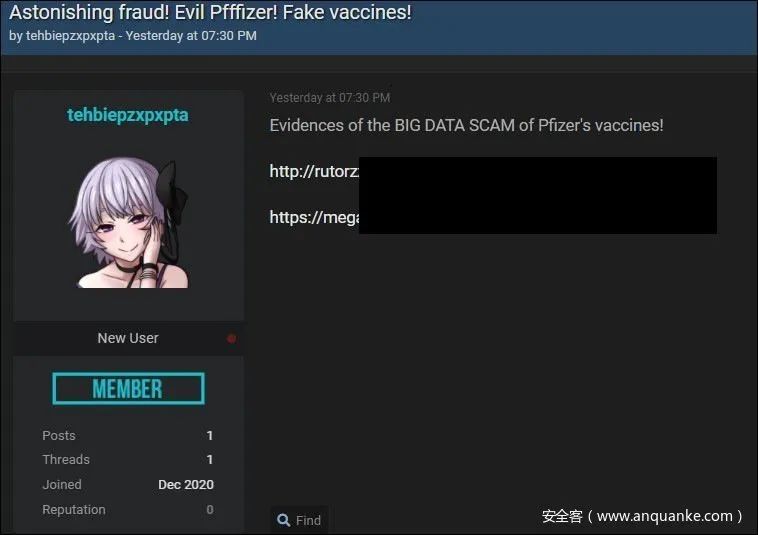 Astonishing fraud! Evil Pfffizer! Fake vaccines!
by tehbiepzxpxpta - Yesterday at 07:30 PM
tehbiepzxpxpta
New User
MEMBER
Posts 1
Threads 1
Joined Dec 2020
Reputation 0
Yesterday at 07:30 PM
Evidences of the BIG DATA SCAM of Pfizer's vaccines!
http://rutorz
https://mega
Find
安全客（www.anquanke.com）